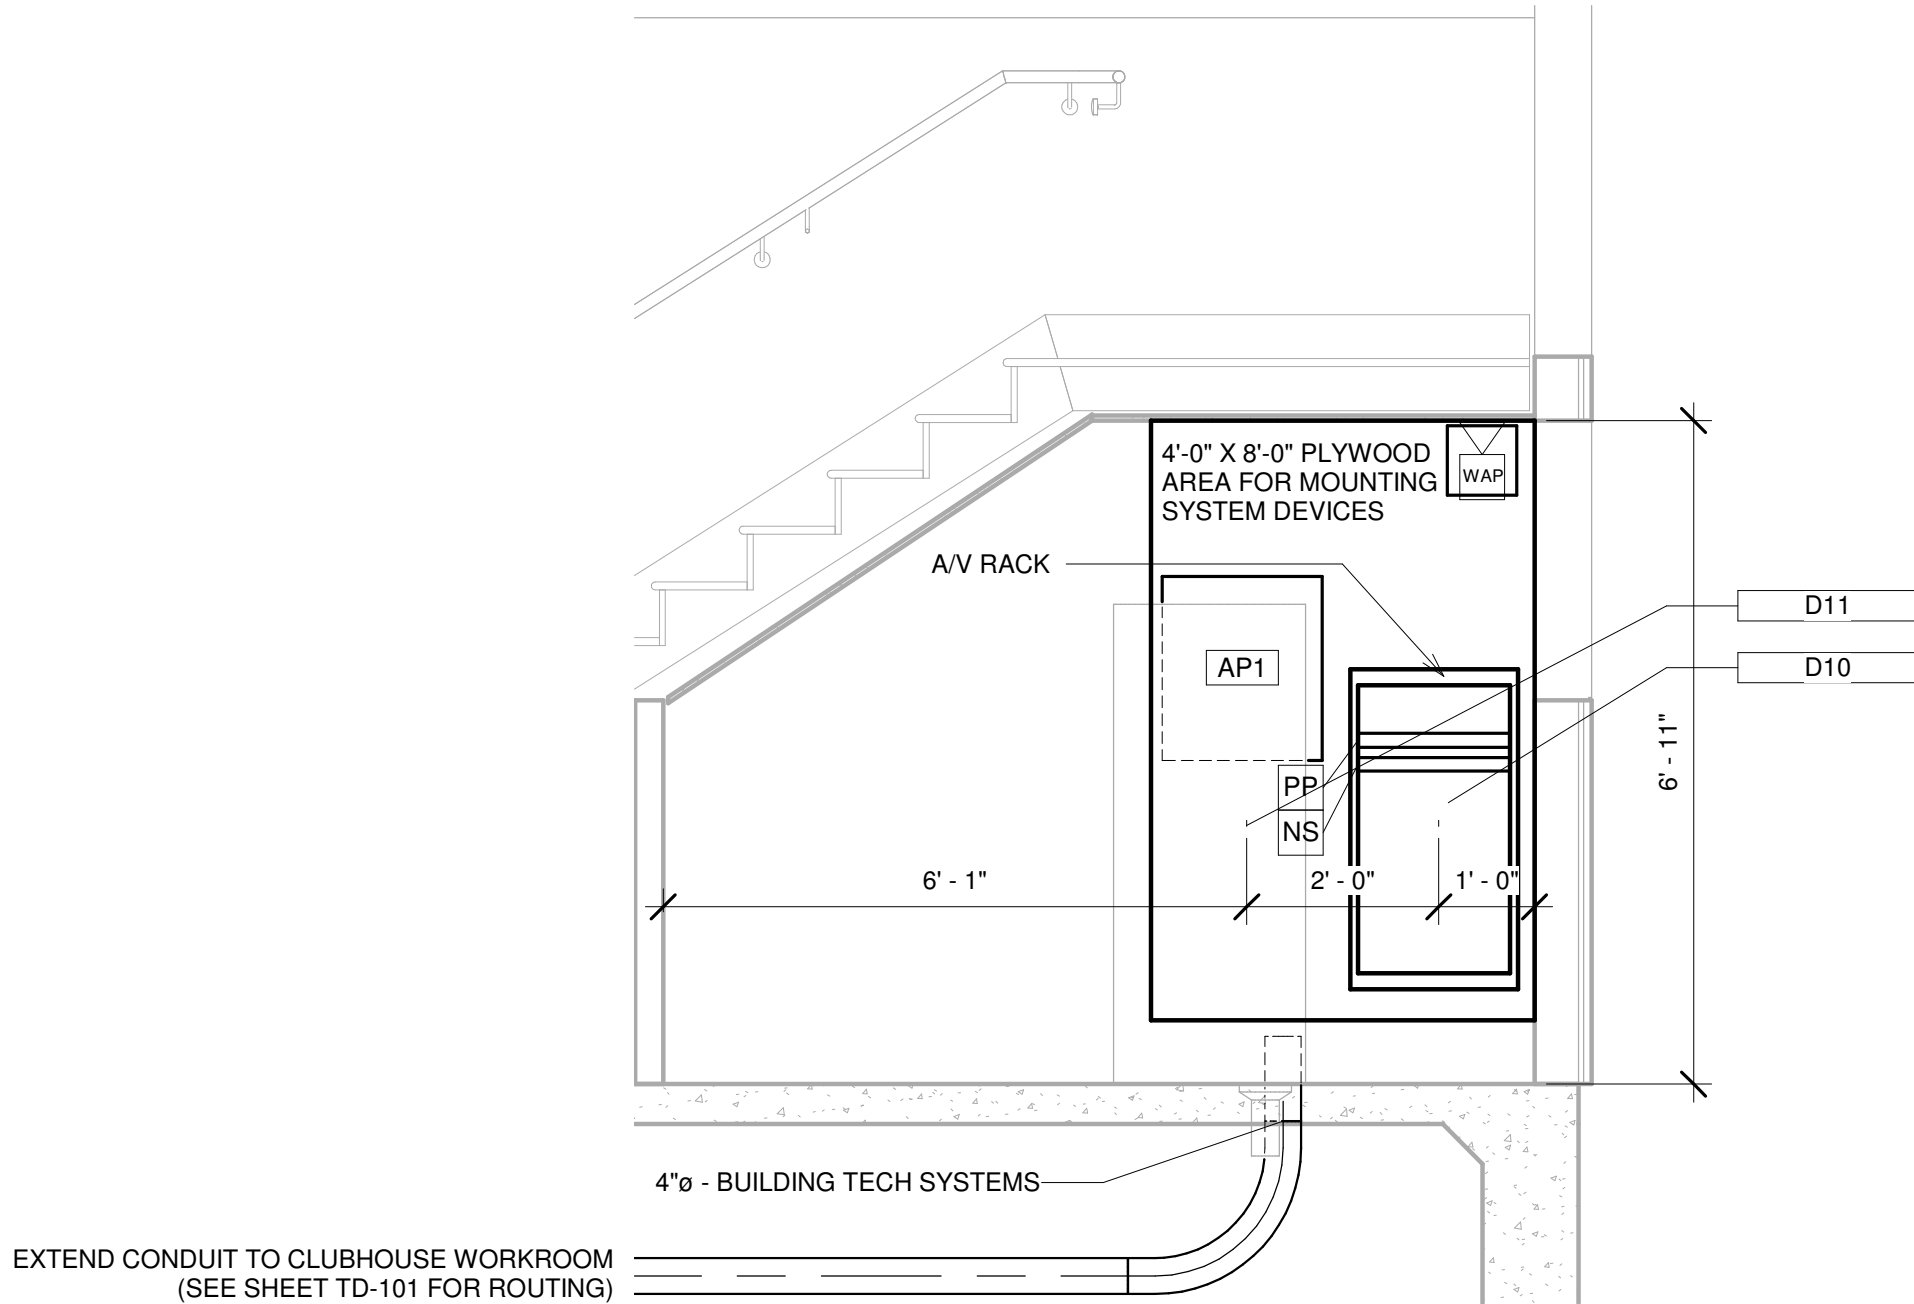 4'-0" X 8'-0" PLYWOOD
AREA FOR MOUNTING
SYSTEM DEVICES
WAP
A/V RACK
D11
AP1
D10
6' - 11"
PP
NS
6' - 1"
2' - 0"
1' - 0"
4"ø - BUILDING TECH SYSTEMS
EXTEND CONDUIT TO CLUBHOUSE WORKROOM
(SEE SHEET TD-101 FOR ROUTING)